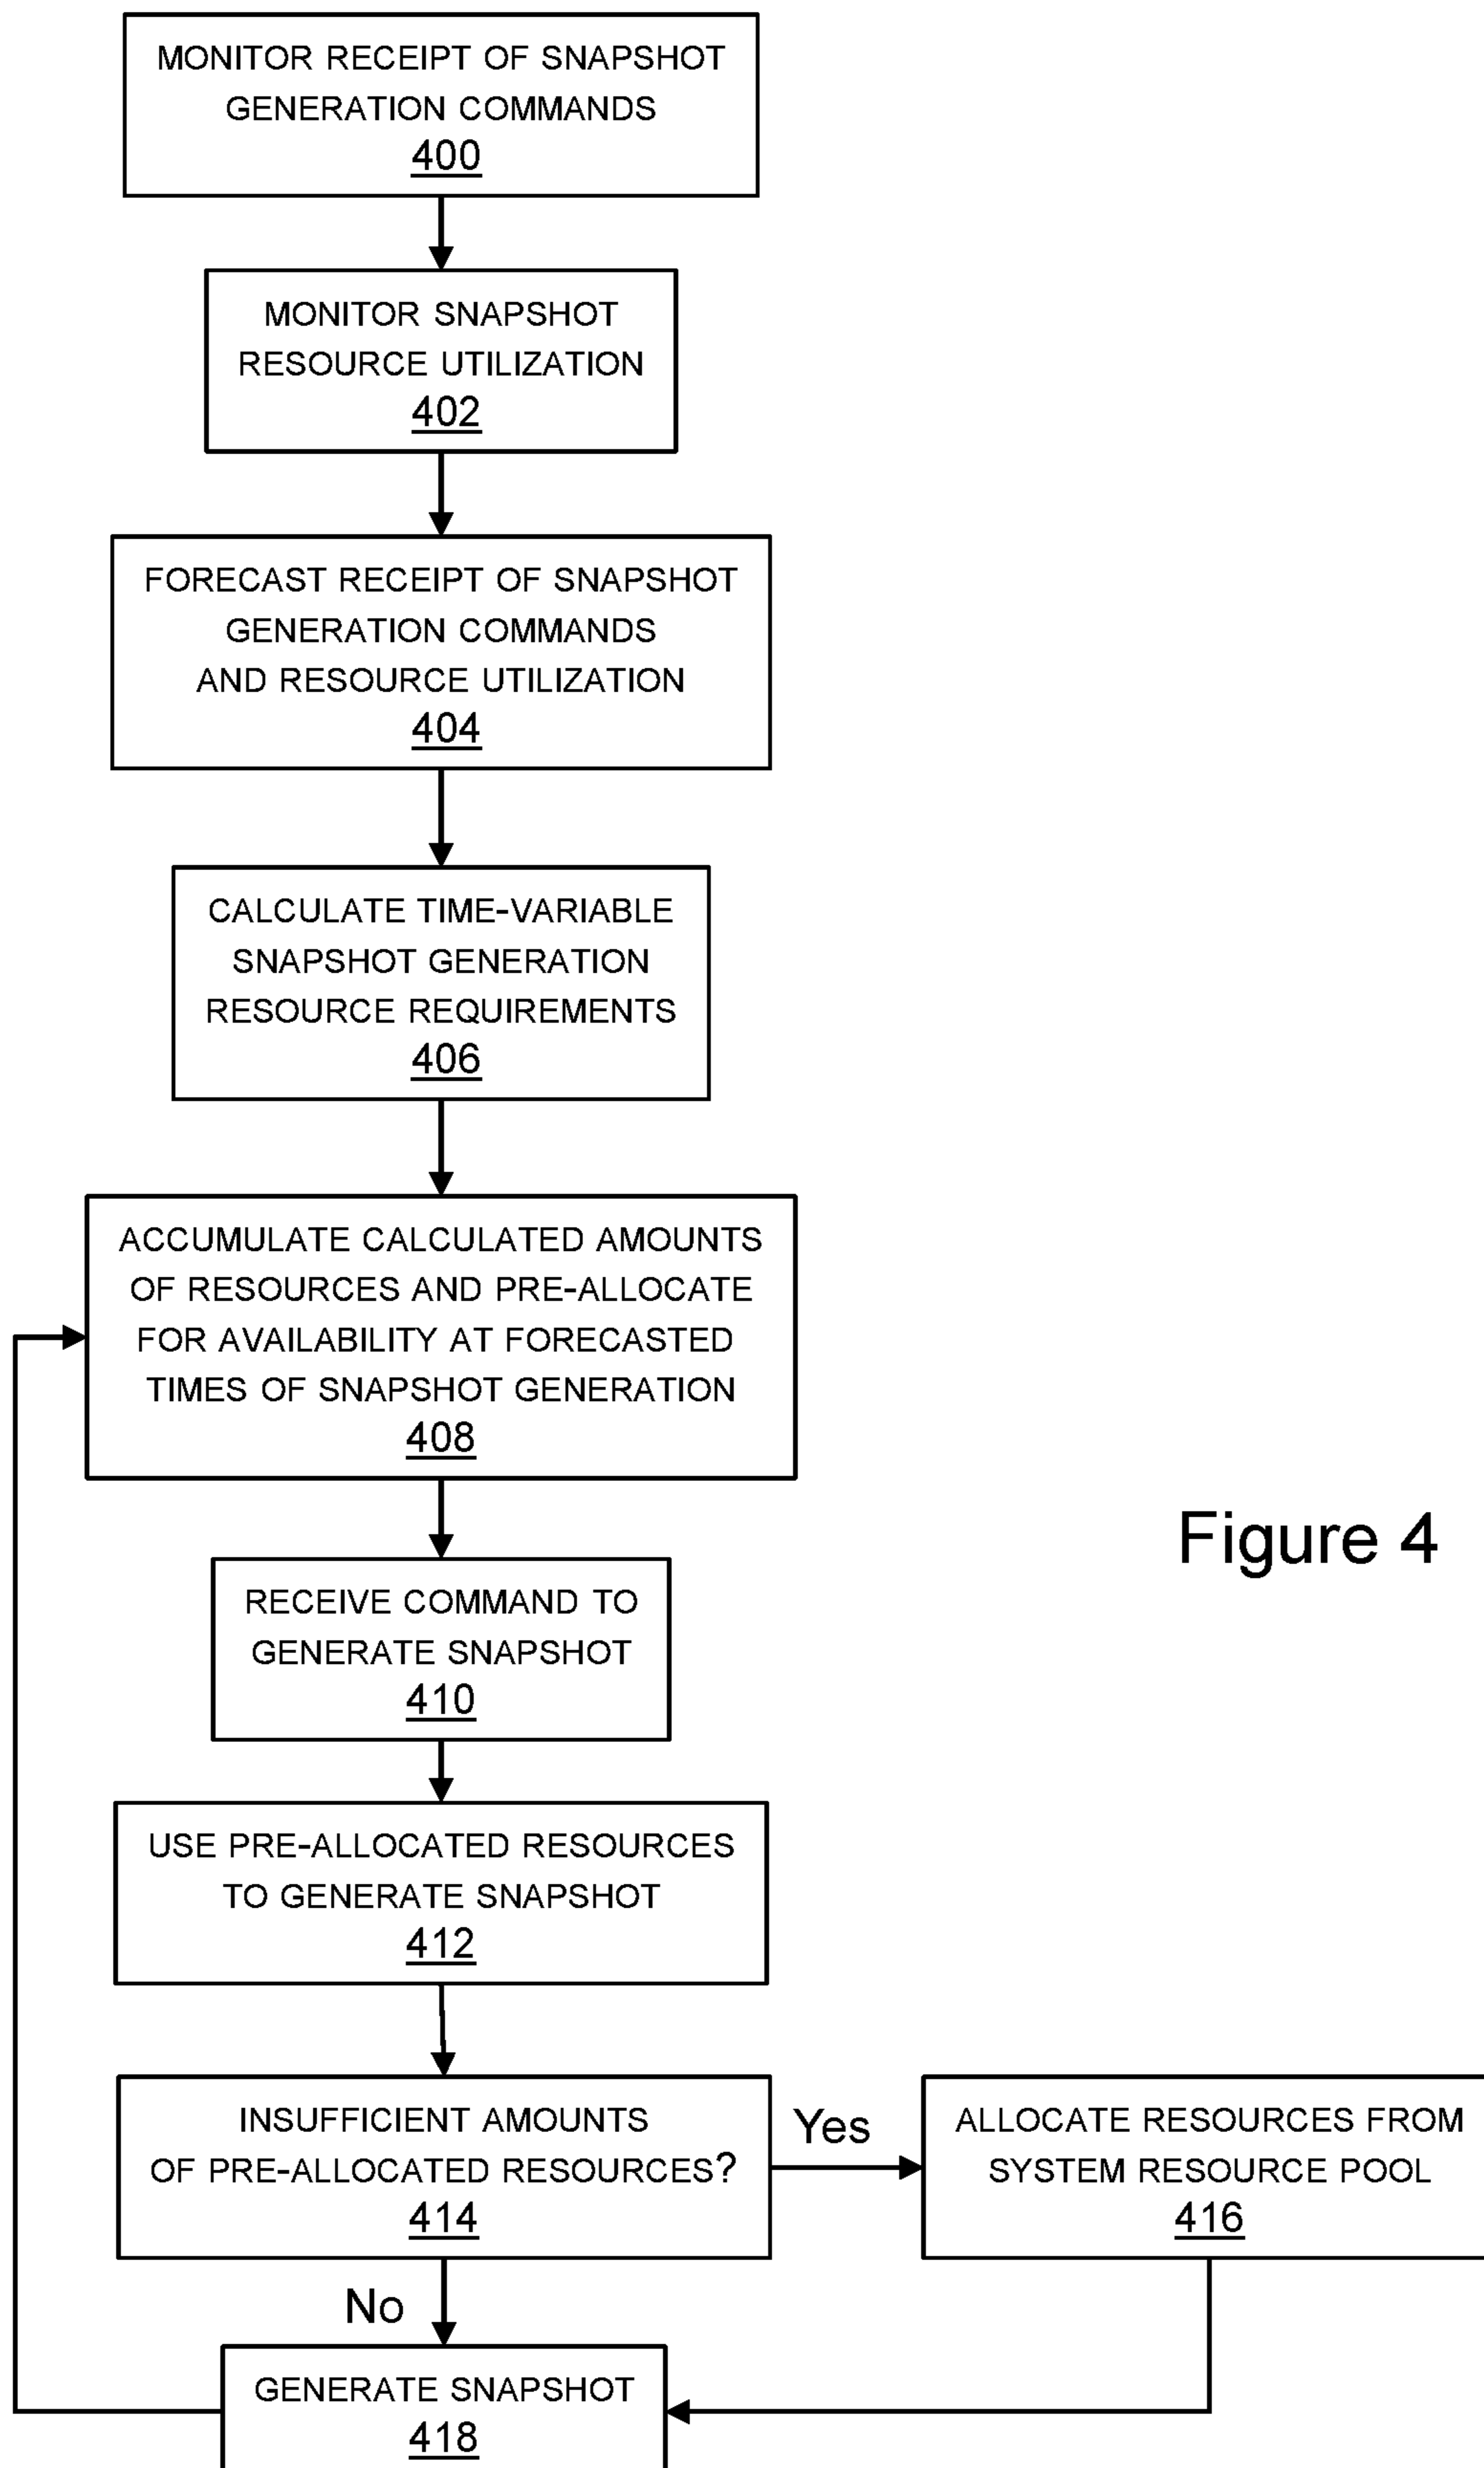 MONITOR RECEIPT OF SNAPSHOT
GENERATION COMMANDS
400
MONITOR SNAPSHOT
RESOURCE UTILIZATION
402
FORECAST RECEIPT OF SNAPSHOT
GENERATION COMMANDS
AND RESOURCE UTILIZATION
404
CALCULATE TIME-VARIABLE
SNAPSHOT GENERATION
RESOURCE REQUIREMENTS
406
ACCUMULATE CALCULATED AMOUNTS
OF RESOURCES AND PRE-ALLOCATE
FOR AVAILABILITY AT FORECASTED
TIMES OF SNAPSHOT GENERATION
408
Figure 4
RECEIVE COMMAND TO
GENERATE SNAPSHOT
410
USE PRE-ALLOCATED RESOURCES
TO GENERATE SNAPSHOT
412
INSUFFICIENT AMOUNTS
OF PRE-ALLOCATED RESOURCES?
414
Yes
ALLOCATE RESOURCES FROM
SYSTEM RESOURCE POOL
416
No
GENERATE SNAPSHOT
418